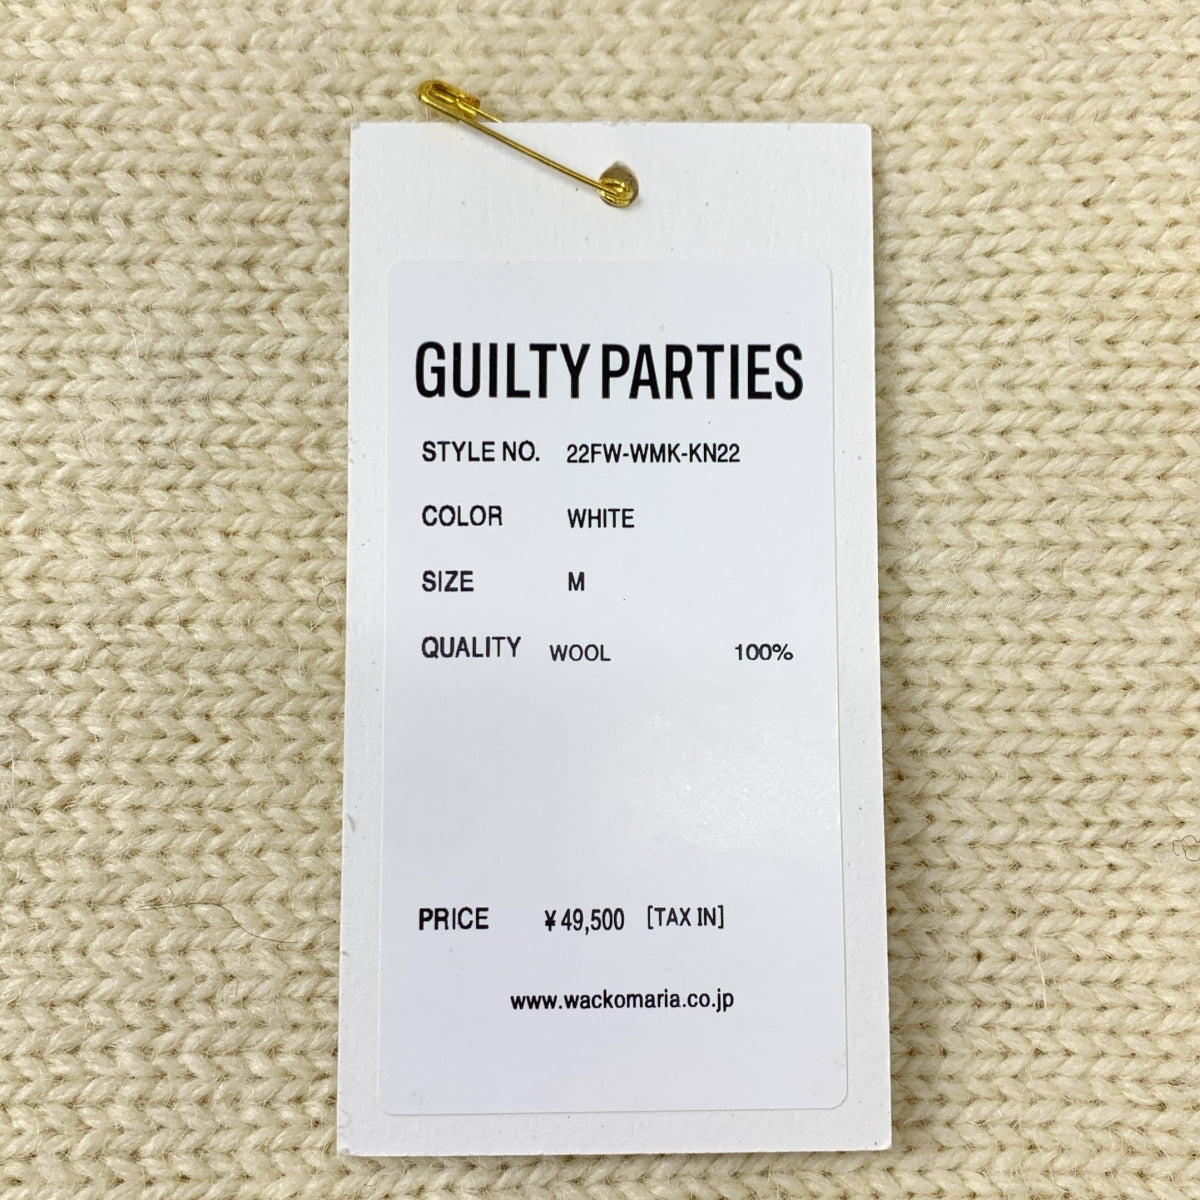 GUILTY PARTIES
STYLE NO. 22FW-WMK-KN22
COLOR WHITE
SIZE M
QUALITY WOOL 100%
PRICE ¥49,500 [TAX IN]
www.wackomaria.co.jp